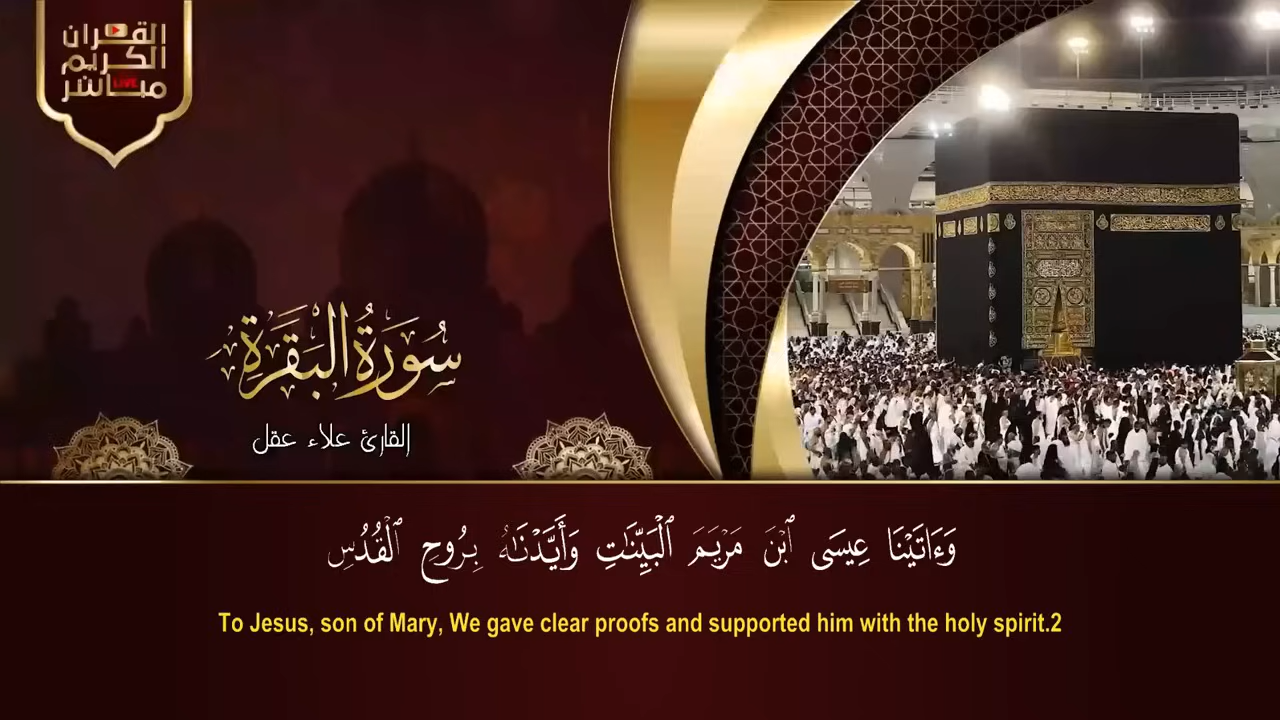 القرآن
الكريم
LIVE
مباشر
سُورَةُ البَقَرَةِ
القارئ علاء عقل
وَءَاتَيْنَا عِيسَى ٱبْنَ مَرْيَمَ ٱلْبَيِّنَٰتِ وَأَيَّدْنَٰهُ بِرُوحِ ٱلْقُدُسِ
To Jesus, son of Mary, We gave clear proofs and supported him with the holy spirit.2